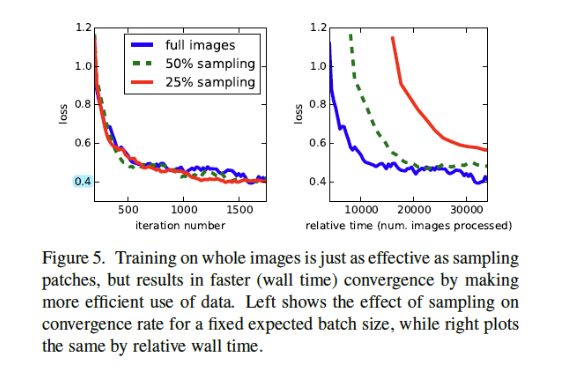 1.2
1.0
0.8
0.6
0.4
loss
full images
50% sampling
25% sampling
500
1000
1500
iteration number
1.2
1.0
0.8
0.6
0.4
loss
10000
20000
30000
relative time (num. images processed)
Figure 5. Training on whole images is just as effective as sampling
patches, but results in faster (wall time) convergence by making
more efficient use of data. Left shows the effect of sampling on
convergence rate for a fixed expected batch size, while right plots
the same by relative wall time.